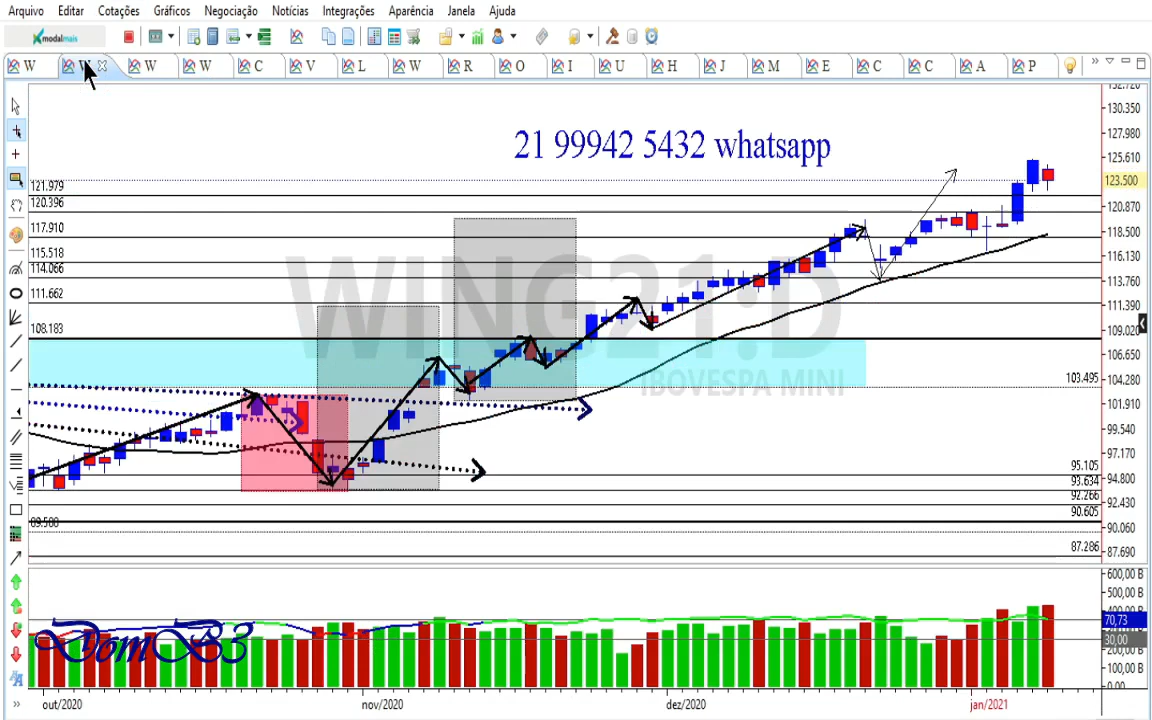 Arquivo Editar Cotações Gráficos Negociação Notícias Integrações Aparência Janela Ajuda
modalmais
W W W W C V L W R O I U H J M E C C A P
21 99942 5432 whatsapp
WING21:D
IBOVESPA MINI
121.979
120.396
117.910
115.518
114.066
111.662
108.183
103.495
95.105
93.634
92.266
90.605
89.500
87.286
132.720
130.350
127.980
125.610
123.500
120.870
118.500
116.130
113.760
111.390
109.020
106.650
104.280
101.910
99.540
97.170
94.800
92.430
90.060
87.690
DomB3
600,00 B
500,00 B
400,00 B
70,73
30,00
200,00 B
100,00 B
0,00
out/2020 nov/2020 dez/2020 jan/2021